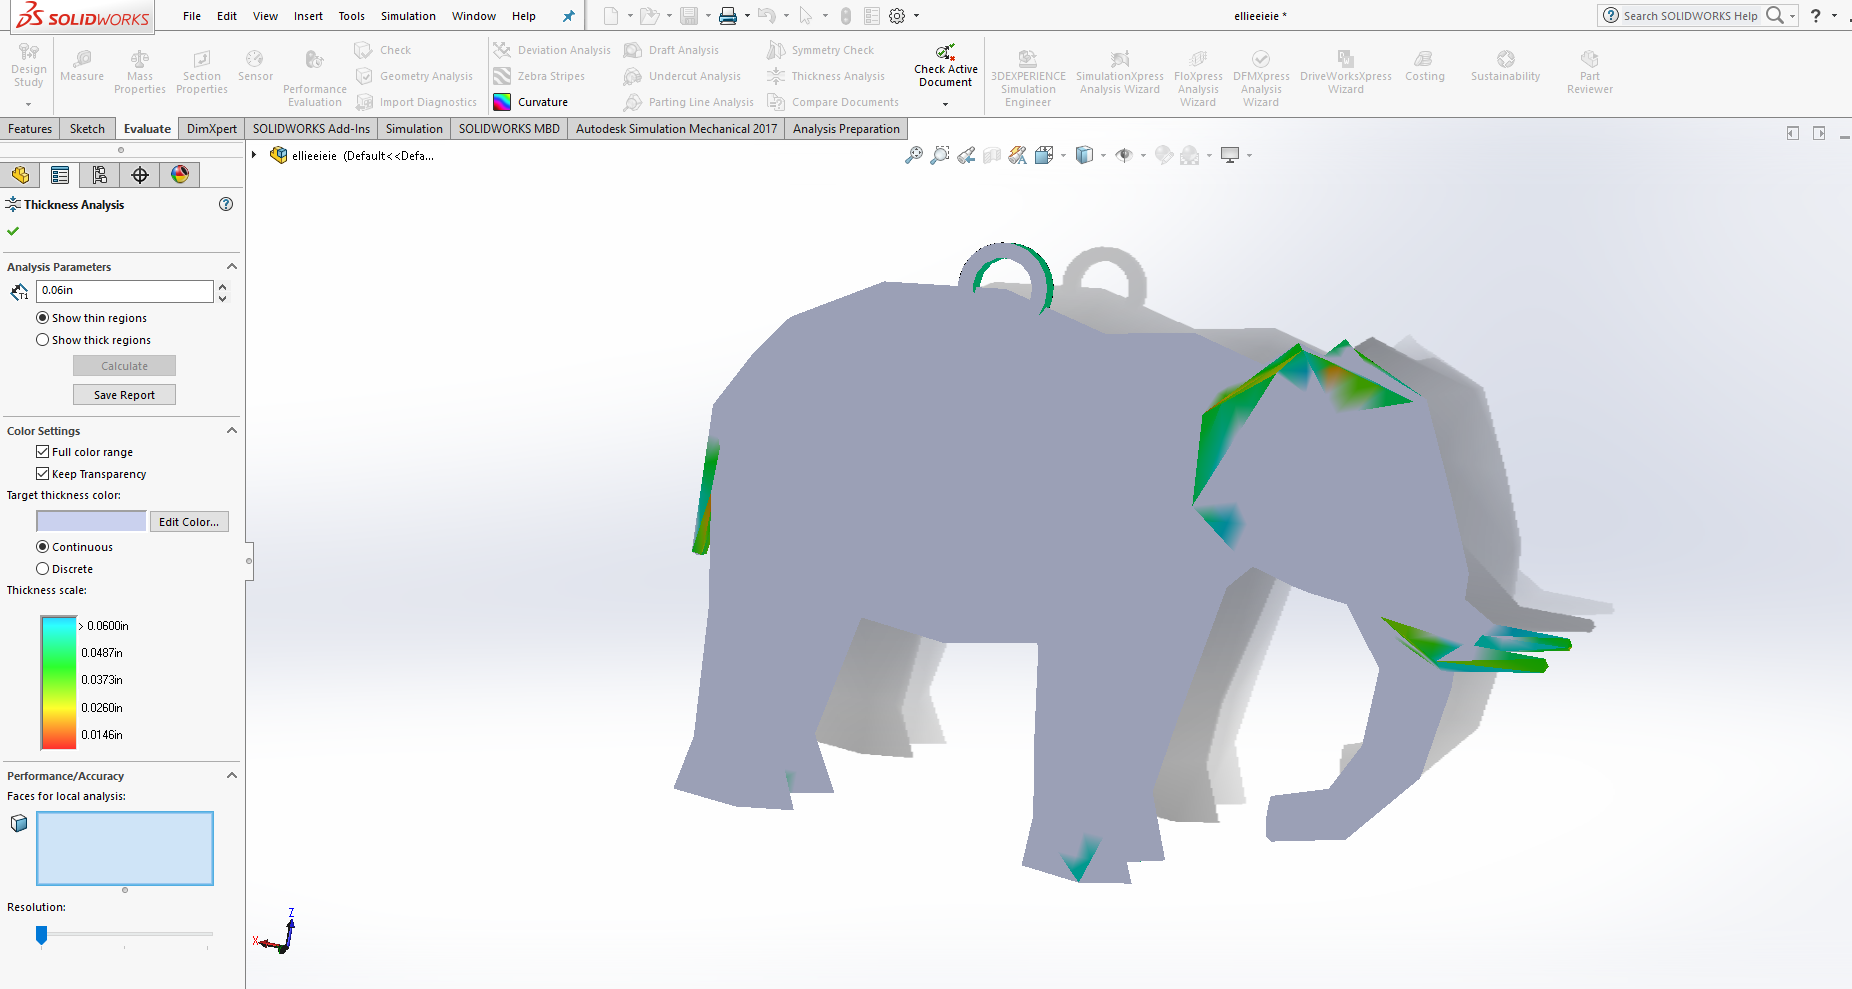 SOLIDWORKS File Edit View Insert Tools Simulation Window Help ellieeieie * Search SOLIDWORKS Help ?
Design Study
Measure
Mass Properties
Section Properties
Sensor
Performance Evaluation
Check
Geometry Analysis
Import Diagnostics
Deviation Analysis
Zebra Stripes
Curvature
Draft Analysis
Undercut Analysis
Parting Line Analysis
Symmetry Check
Thickness Analysis
Compare Documents
Check Active Document
3DEXPERIENCE Simulation Engineer
SimulationXpress Analysis Wizard
FloXpress Analysis Wizard
DFMXpress Analysis Wizard
DriveWorksXpress Wizard
Costing
Sustainability
Part Reviewer
Features Sketch Evaluate DimXpert SOLIDWORKS Add-Ins Simulation SOLIDWORKS MBD Autodesk Simulation Mechanical 2017 Analysis Preparation
ellieeieie (Default<<Defa...
Thickness Analysis
Analysis Parameters
T1 0.06in
Show thin regions
Show thick regions
Calculate
Save Report
Color Settings
Full color range
Keep Transparency
Target thickness color:
Edit Color...
Continuous
Discrete
Thickness scale:
> 0.0600in
0.0487in
0.0373in
0.0260in
0.0146in
Performance/Accuracy
Faces for local analysis:
Resolution:
Z
X